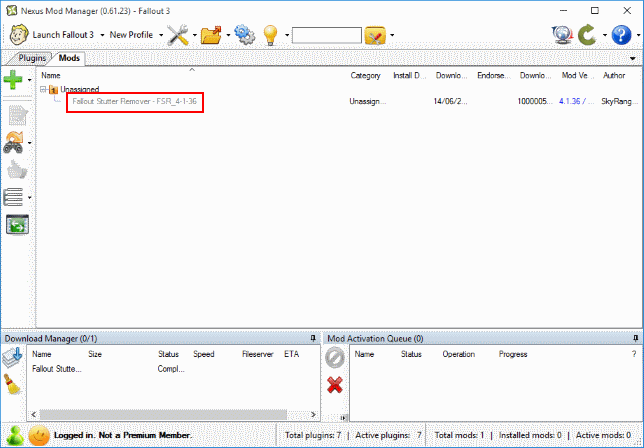 Nexus Mod Manager (0.61.23) - Fallout 3
Launch Fallout 3 New Profile
Plugins Mods
Name Category Install D... Downlo... Endorse... Downlo... Mod Ve... Author
Unassigned
Fallout Stutter Remover - FSR_4-1-36 Unassign... 14/06/2... 1000005... 4.1.36 / ... SkyRang...
Download Manager (0/1) Mod Activation Queue (0)
Name Size Status Speed Fileserver ETA Name Status Operation Progress ?
Fallout Stutte... Compl...
Logged in. Not a Premium Member. Total plugins: 7 | Active plugins: 7 Total mods: 1 | Installed mods: 0 | Active mods: 0